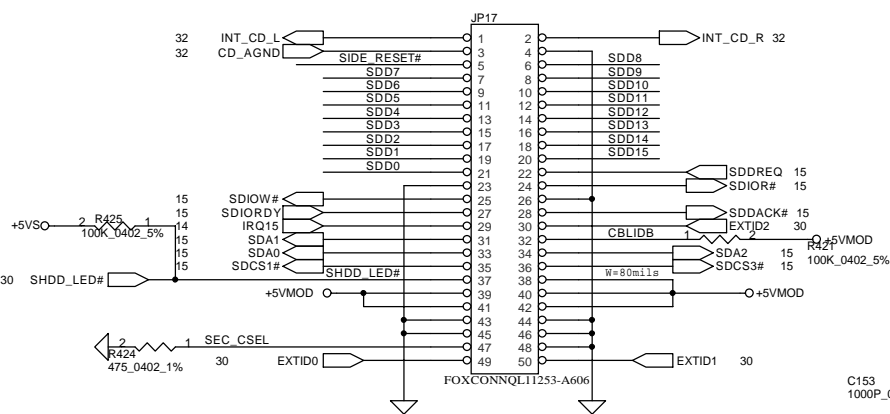 JP17
32 INT_CD_L 1 2 INT_CD_R 32
32 CD_AGND 3 4
SIDE_RESET# 5 6 SDD8
SDD7 7 8 SDD9
SDD6 9 10 SDD10
SDD5 11 12 SDD11
SDD4 13 14 SDD12
SDD3 15 16 SDD13
SDD2 17 18 SDD14
SDD1 19 20 SDD15
SDD0 21 22 SDDREQ 15
23 24 SDIOR# 15
15 SDIOW# 25 26
15 SDIORDY 27 28 SDDACK# 15
+5VS 2 R425 1 14 IRQ15 29 30 EXTID2 30
100K_0402_5%
15 SDA1 31 32 CBLIDB 1 2 +5VMOD
R421
100K_0402_5%
15 SDA0 33 34 SDA2 15
15 SDCS1# 35 36 SDCS3# 15
30 SHDD_LED# SHDD_LED# 37 38 W=80mils
+5VMOD 39 40 +5VMOD
41 42
43 44
45 46
2 R424 1 SEC_CSEL 47 48
475_0402_1%
30 EXTID0 49 50 EXTID1 30
FOXCONNQL11253-A606
C153